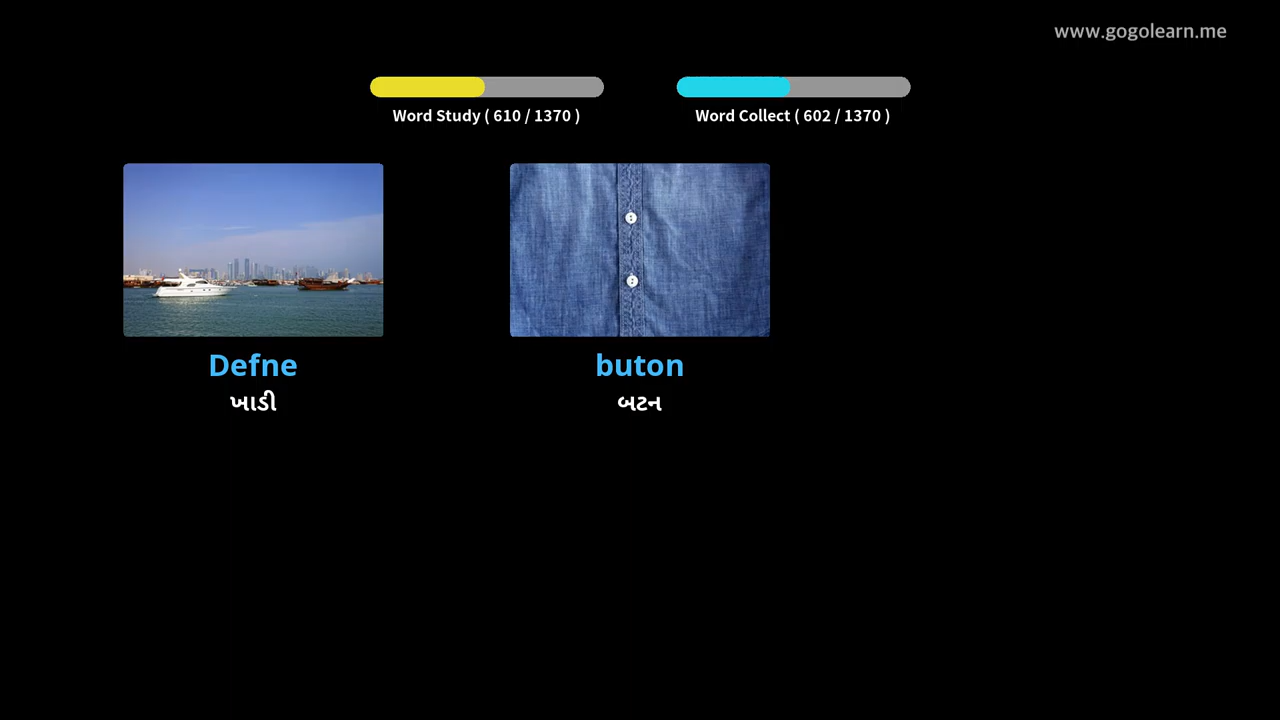 www.gogolearn.me
Word Study ( 610 / 1370 )
Word Collect ( 602 / 1370 )
Defne
ખાડી
buton
બટન